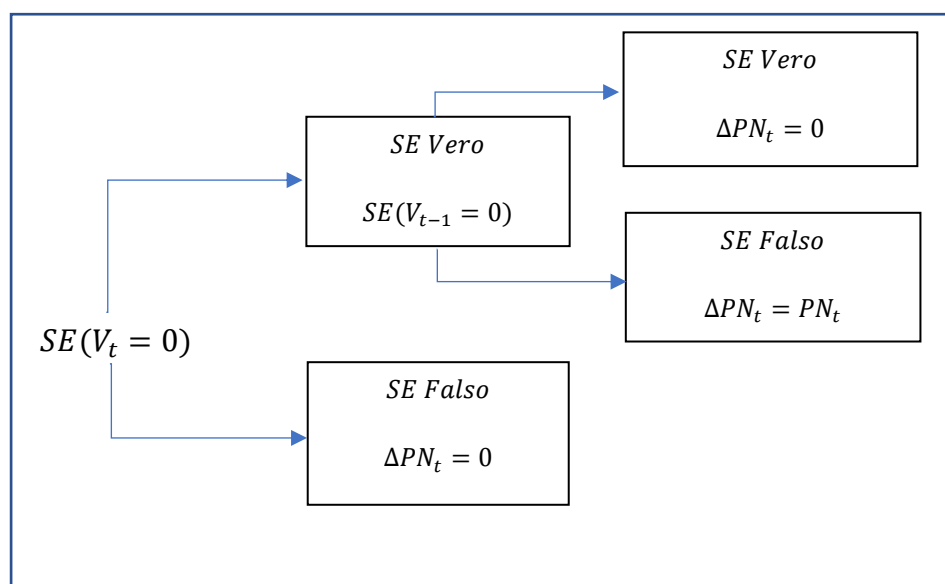 SE(V_t = 0)
SE Vero
SE(V_{t−1} = 0)
SE Vero
ΔPN_t = 0
SE Falso
ΔPN_t = PN_t
SE Falso
ΔPN_t = 0